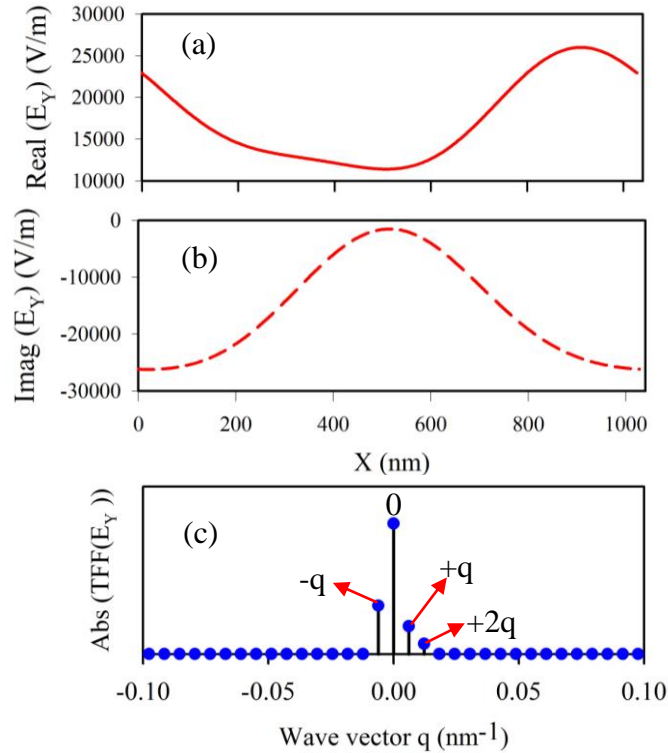 30000
25000
20000
15000
10000
Real (E_Y) (V/m)
(a)
0
-10000
-20000
-30000
Imag (E_Y) (V/m)
(b)
0 200 400 600 800 1000
X (nm)
Abs (TFF(E_Y ))
(c)
0
-q
+q
+2q
-0.10 -0.05 0.00 0.05 0.10
Wave vector q (nm⁻¹)